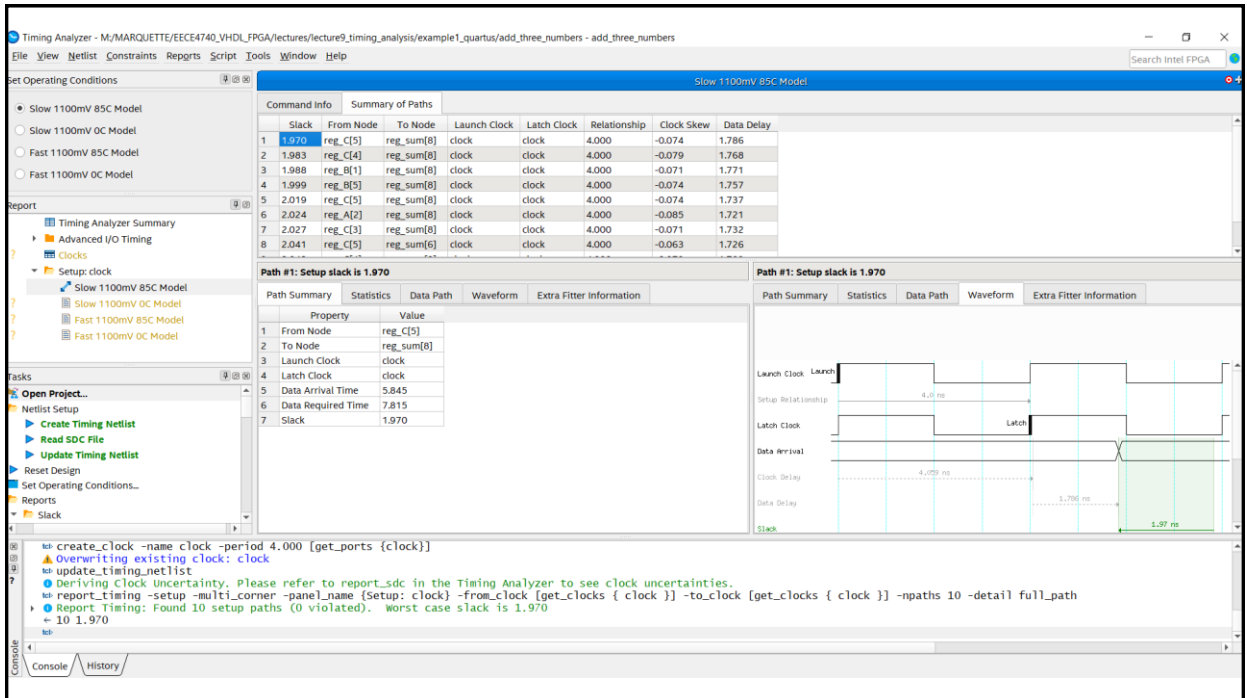 Timing Analyzer - M:/MARQUETTE/EECE4740_VHDL_FPGA/lectures/lecture9_timing_analysis/example1_quartus/add_three_numbers - add_three_numbers
File View Netlist Constraints Reports Script Tools Window Help
Search Intel FPGA
Set Operating Conditions
Slow 1100mV 85C Model
Slow 1100mV 0C Model
Fast 1100mV 85C Model
Fast 1100mV 0C Model
Report
Timing Analyzer Summary
Advanced I/O Timing
? Clocks
Setup: clock
Slow 1100mV 85C Model
? Slow 1100mV 0C Model
? Fast 1100mV 85C Model
? Fast 1100mV 0C Model
Tasks
Open Project...
Netlist Setup
Create Timing Netlist
Read SDC File
Update Timing Netlist
Reset Design
Set Operating Conditions...
Reports
Slack
Slow 1100mV 85C Model
Command Info Summary of Paths
Slack From Node To Node Launch Clock Latch Clock Relationship Clock Skew Data Delay
1 1.970 reg_C[5] reg_sum[8] clock clock 4.000 -0.074 1.786
2 1.983 reg_C[4] reg_sum[8] clock clock 4.000 -0.079 1.768
3 1.988 reg_B[1] reg_sum[8] clock clock 4.000 -0.071 1.771
4 1.999 reg_B[5] reg_sum[8] clock clock 4.000 -0.074 1.757
5 2.019 reg_C[5] reg_sum[8] clock clock 4.000 -0.074 1.737
6 2.024 reg_A[2] reg_sum[8] clock clock 4.000 -0.085 1.721
7 2.027 reg_C[3] reg_sum[8] clock clock 4.000 -0.071 1.732
8 2.041 reg_C[5] reg_sum[6] clock clock 4.000 -0.063 1.726
Path #1: Setup slack is 1.970
Path Summary Statistics Data Path Waveform Extra Fitter Information
Property Value
1 From Node reg_C[5]
2 To Node reg_sum[8]
3 Launch Clock clock
4 Latch Clock clock
5 Data Arrival Time 5.845
6 Data Required Time 7.815
7 Slack 1.970
Path #1: Setup slack is 1.970
Path Summary Statistics Data Path Waveform Extra Fitter Information
Launch Clock Launch
Setup Relationship 4.0 ns
Latch Clock Latch
Data Arrival
Clock Delay 4.059 ns
Data Delay 1.786 ns
Slack 1.97 ns
tcl> create_clock -name clock -period 4.000 [get_ports {clock}]
Overwriting existing clock: clock
tcl> update_timing_netlist
Deriving Clock Uncertainty. Please refer to report_sdc in the Timing Analyzer to see clock uncertainties.
tcl> report_timing -setup -multi_corner -panel_name {Setup: clock} -from_clock [get_clocks { clock }] -to_clock [get_clocks { clock }] -npaths 10 -detail full_path
Report Timing: Found 10 setup paths (0 violated). Worst case slack is 1.970
10 1.970
tcl>
Console
Console History